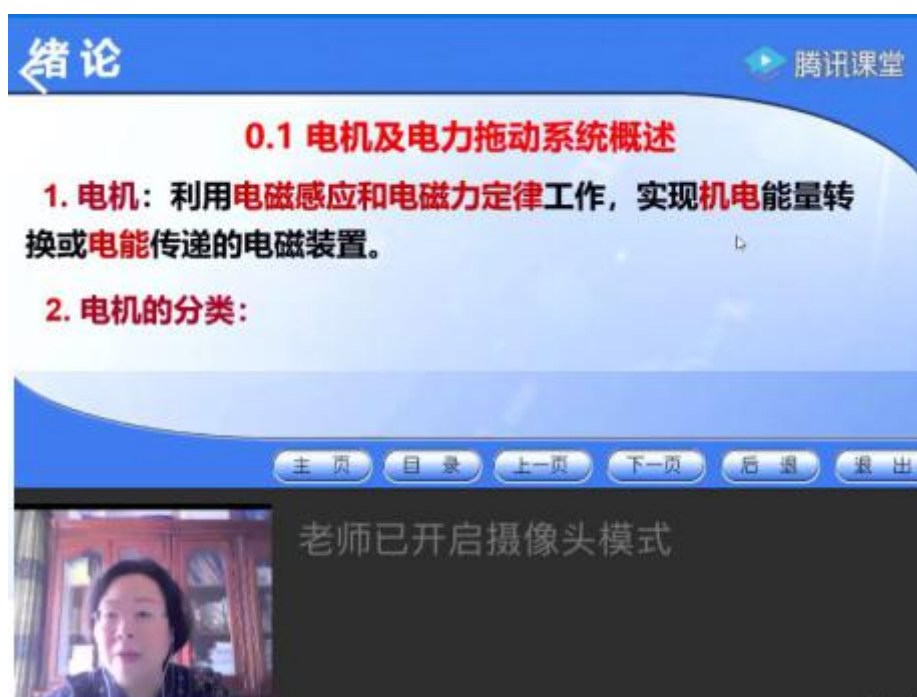 绪论
腾讯课堂
0.1 电机及电力拖动系统概述
1. 电机：利用电磁感应和电磁力定律工作，实现机电能量转
换或电能传递的电磁装置。
2. 电机的分类：
主 页 目 录 上一页 下一页 后 退 退 出
老师已开启摄像头模式